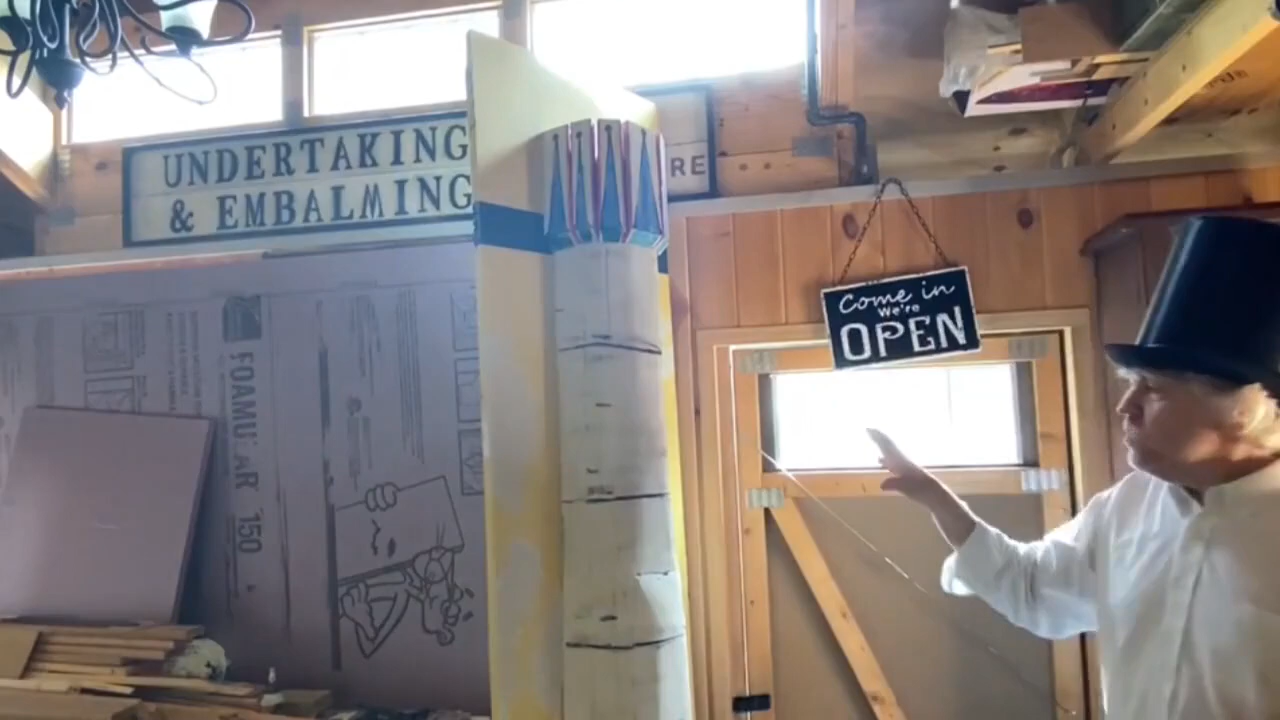 UNDERTAKING
& EMBALMING
RE
Come in
We're
OPEN
FOAMULAR 150